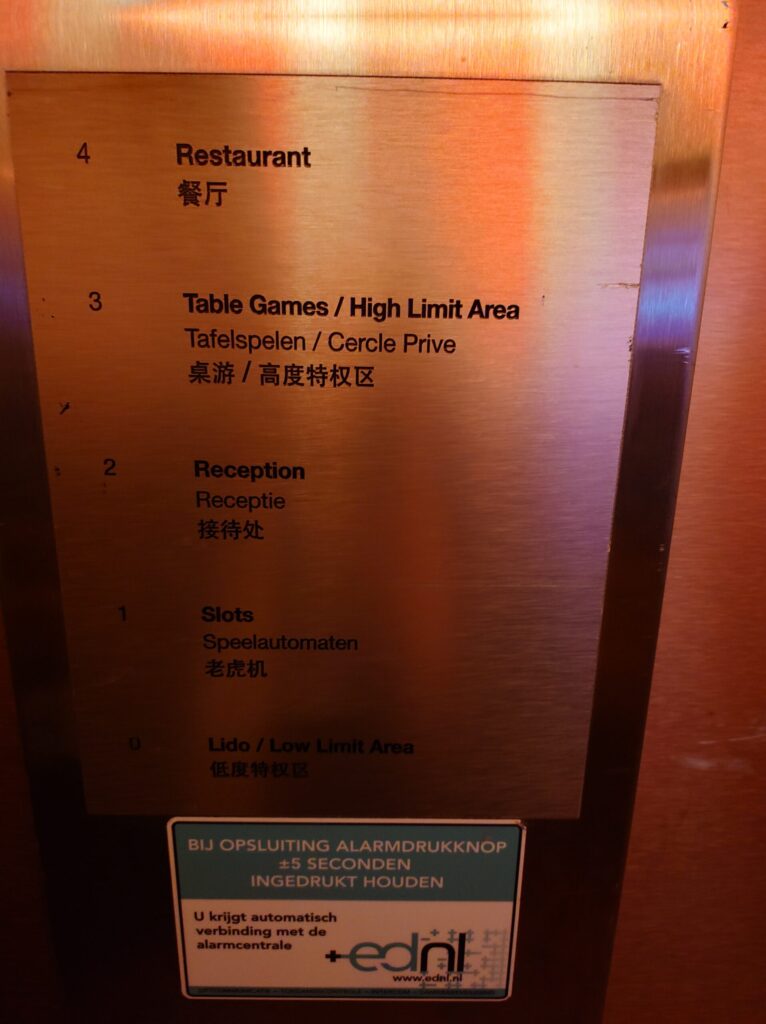 4 Restaurant
餐厅
3 Table Games / High Limit Area
Tafelspelen / Cercle Prive
桌游 / 高度特权区
2 Reception
Receptie
接待处
1 Slots
Speelautomaten
老虎机
0 Lido / Low Limit Area
低度特权区
BIJ OPSLUITING ALARMDRUKKNOP
±5 SECONDEN
INGEDRUKT HOUDEN
U krijgt automatisch
verbinding met de
alarmcentrale
ednl
www.ednl.nl